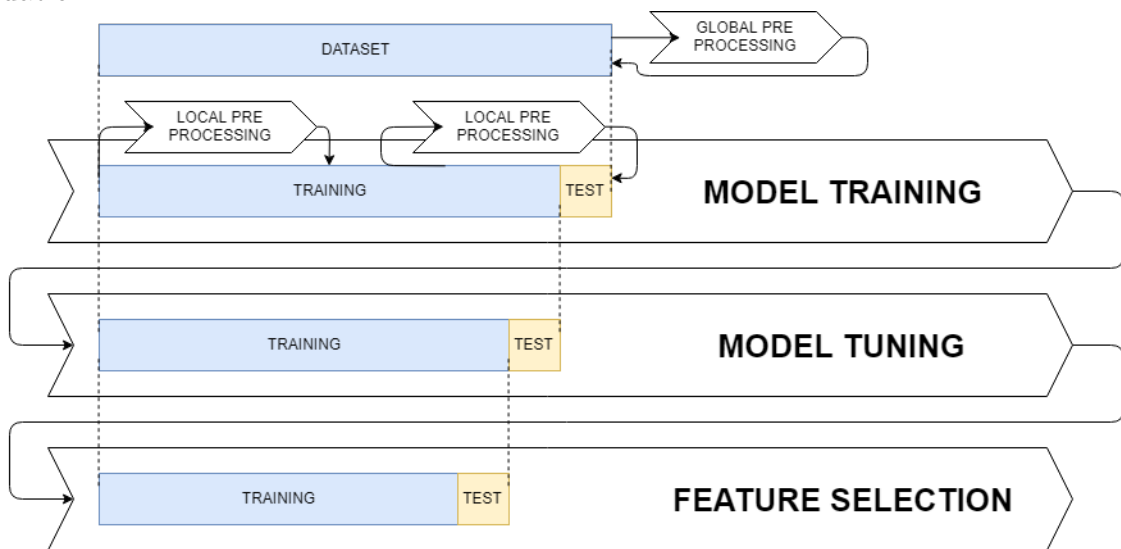 DATASET
GLOBAL PRE
PROCESSING
LOCAL PRE
PROCESSING
LOCAL PRE
PROCESSING
TRAINING
TEST
MODEL TRAINING
TRAINING
TEST
MODEL TUNING
TRAINING
TEST
FEATURE SELECTION